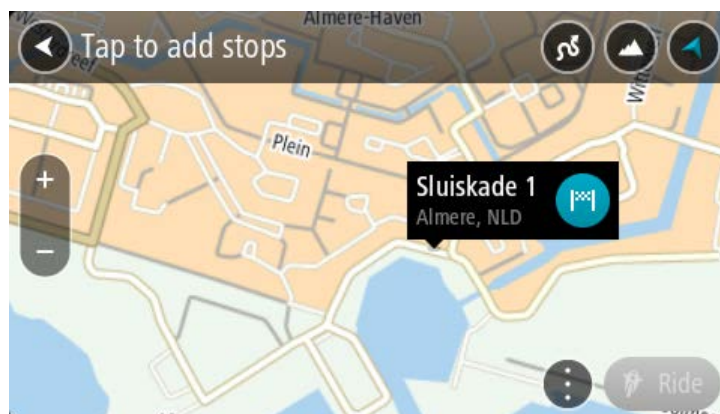 Almere-Haven
Tap to add stops
Plein
Sluiskade 1
Almere, NLD
+
−
Ride